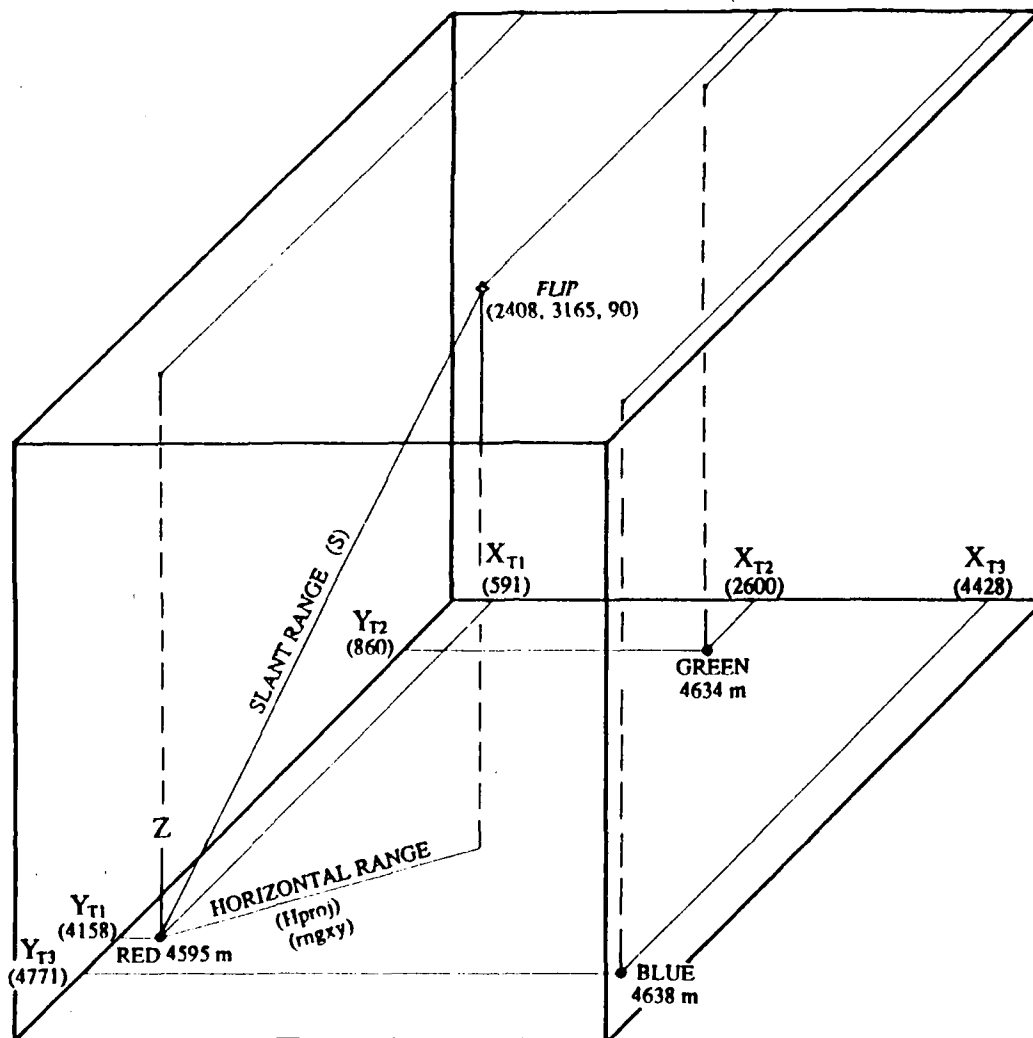 FLIP
(2408, 3165, 90)
SLANT RANGE (S)
X_T1
(591)
X_T2
(2600)
X_T3
(4428)
Y_T2
(860)
GREEN
4634 m
Z
HORIZONTAL RANGE
(Hproj)
(rngxy)
Y_T1
(4158)
RED 4595 m
Y_T3
(4771)
BLUE
4638 m